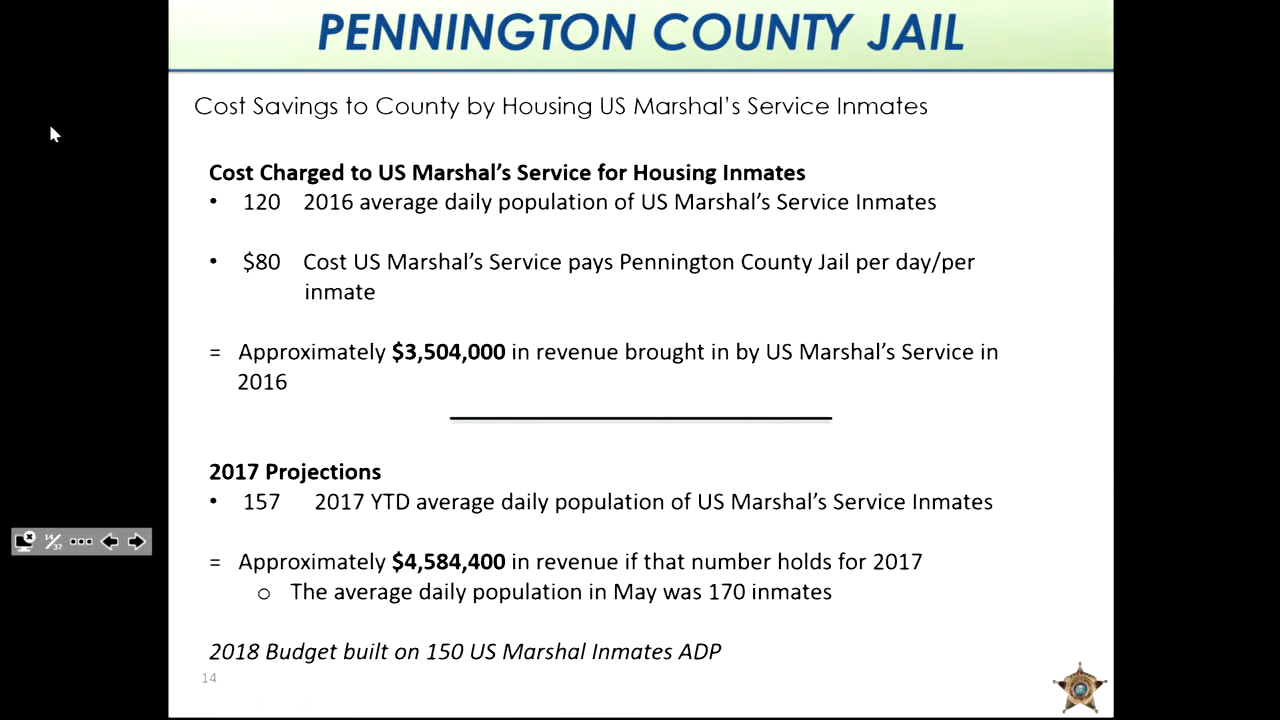 PENNINGTON COUNTY JAIL
Cost Savings to County by Housing US Marshal's Service Inmates
Cost Charged to US Marshal's Service for Housing Inmates
• 120 2016 average daily population of US Marshal's Service Inmates
• $80 Cost US Marshal's Service pays Pennington County Jail per day/per
inmate
= Approximately $3,504,000 in revenue brought in by US Marshal's Service in
2016
2017 Projections
• 157 2017 YTD average daily population of US Marshal's Service Inmates
= Approximately $4,584,400 in revenue if that number holds for 2017
o The average daily population in May was 170 inmates
2018 Budget built on 150 US Marshal Inmates ADP
14
14/37